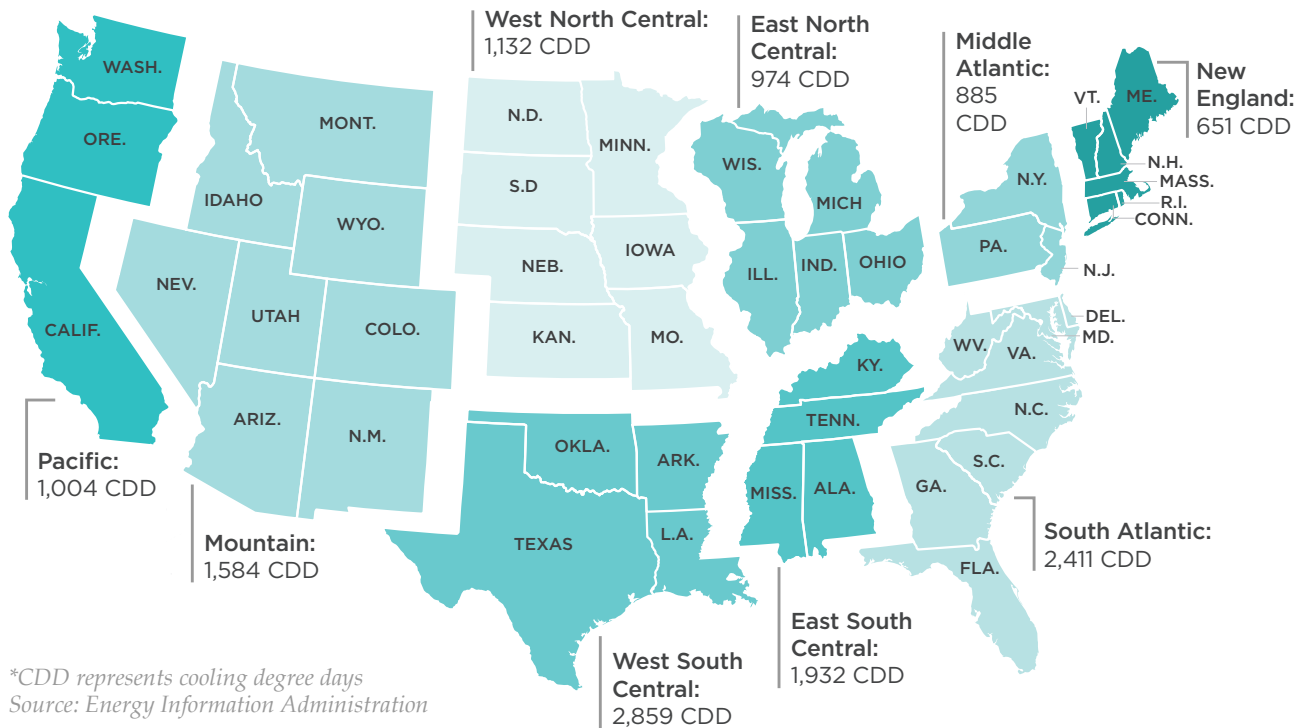 West North Central:
1,132 CDD
East North
Central:
974 CDD
Middle
Atlantic:
885
CDD
New
England:
651 CDD
WASH.
ORE.
CALIF.
IDAHO
MONT.
WYO.
NEV.
UTAH
COLO.
ARIZ.
N.M.
N.D.
S.D
NEB.
KAN.
MINN.
IOWA
MO.
WIS.
MICH
ILL.
IND.
OHIO
N.Y.
PA.
N.J.
VT.
ME.
N.H.
MASS.
R.I.
CONN.
DEL.
MD.
WV.
VA.
N.C.
S.C.
GA.
FLA.
KY.
TENN.
MISS.
ALA.
OKLA.
ARK.
TEXAS
L.A.
Pacific:
1,004 CDD
Mountain:
1,584 CDD
West South
Central:
2,859 CDD
East South
Central:
1,932 CDD
South Atlantic:
2,411 CDD
*CDD represents cooling degree days
Source: Energy Information Administration